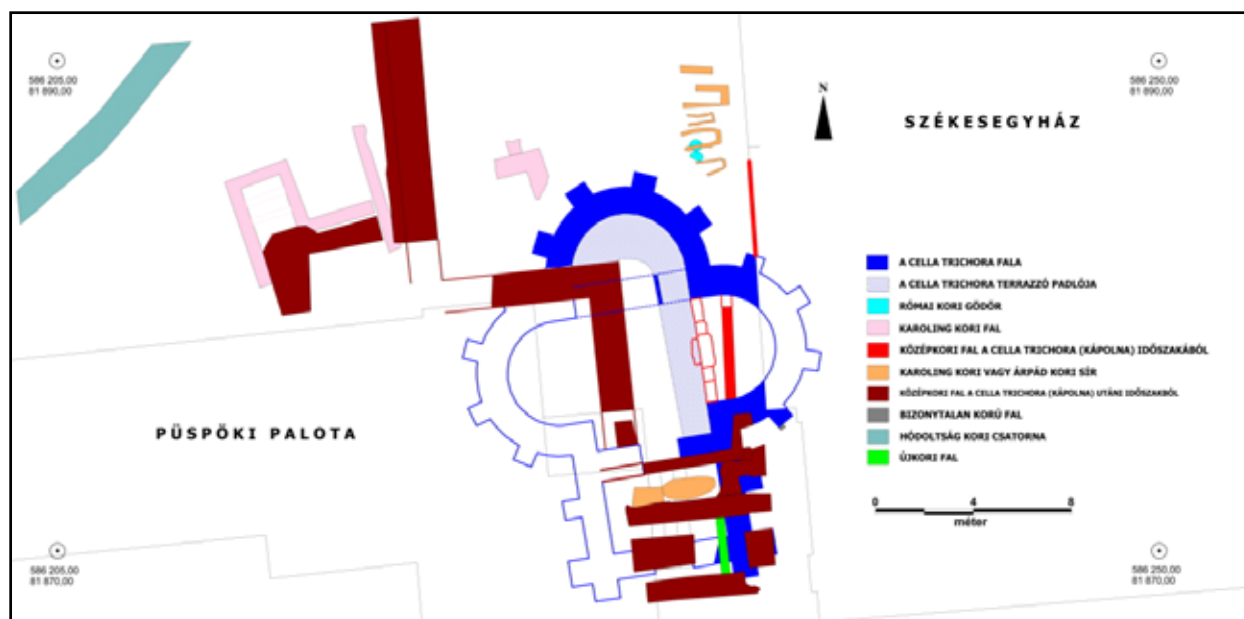 586 205,00
81 890,00
586 250,00
81 890,00
N
SZÉKESEGYHÁZ
A CELLA TRICHORA FALA
A CELLA TRICHORA TERRAZZÓ PADLÓJA
RÓMAI KORI GÖDÖR
KAROLING KORI FAL
KÖZÉPKORI FAL A CELLA TRICHORA (KÁPOLNA) IDŐSZAKÁBÓL
KAROLING KORI VAGY ÁRPÁD KORI SÍR
KÖZÉPKORI FAL A CELLA TRICHORA (KÁPOLNA) UTÁNI IDŐSZAKBÓL
BIZONYTALAN KORÚ FAL
HÓDOLTSÁG KORI CSATORNA
ÚJKORI FAL
PÜSPÖKI PALOTA
0 4 8
méter
586 205,00
81 870,00
586 250,00
81 870,00